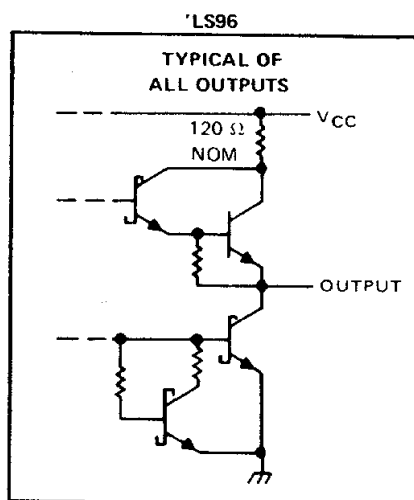 'LS96
TYPICAL OF
ALL OUTPUTS
VCC
120 Ω
NOM
OUTPUT